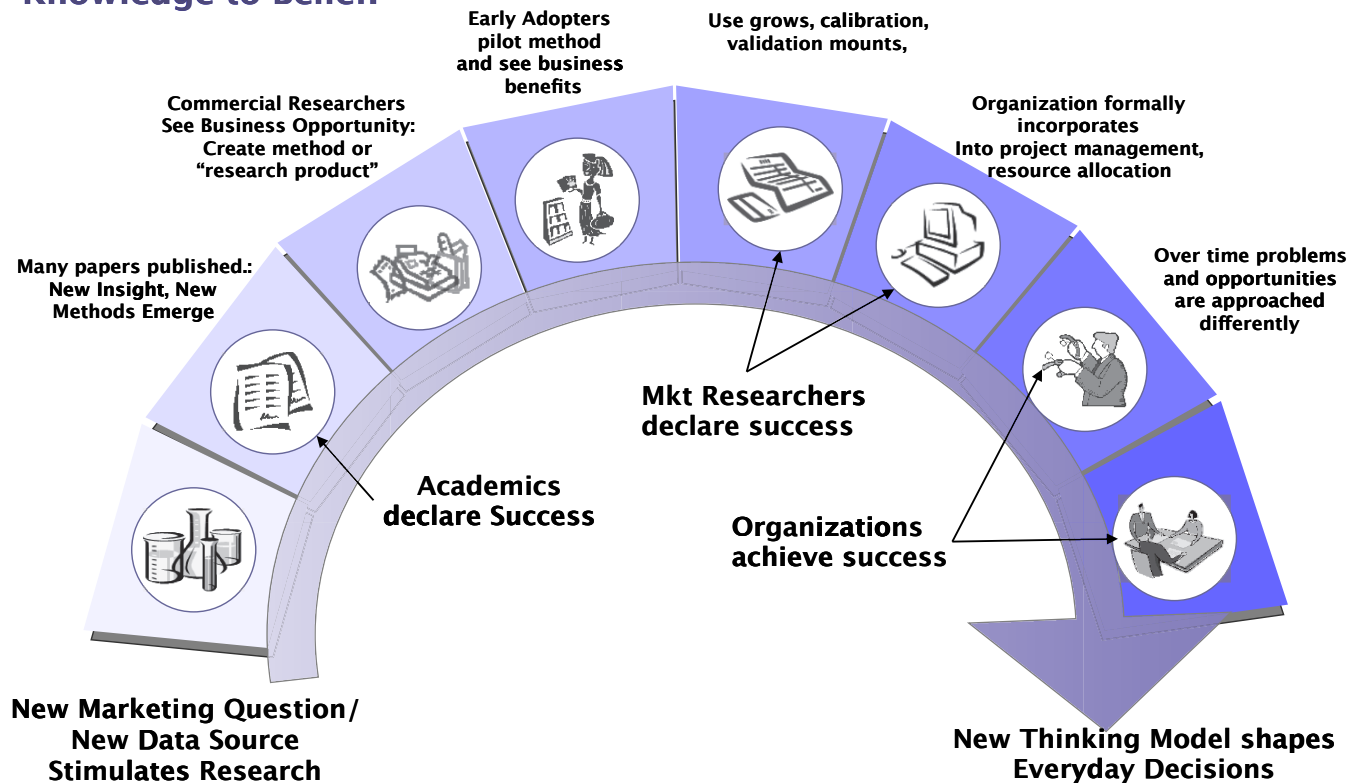 Knowledge to Belief:
Early Adopters
pilot method
and see business
benefits
Use grows, calibration,
validation mounts,
Commercial Researchers
See Business Opportunity:
Create method or
“research product”
Organization formally
incorporates
Into project management,
resource allocation
Many papers published.:
New Insight, New
Methods Emerge
Over time problems
and opportunities
are approached
differently
Mkt Researchers
declare success
Academics
declare Success
Organizations
achieve success
New Marketing Question/
New Data Source
Stimulates Research
New Thinking Model shapes
Everyday Decisions